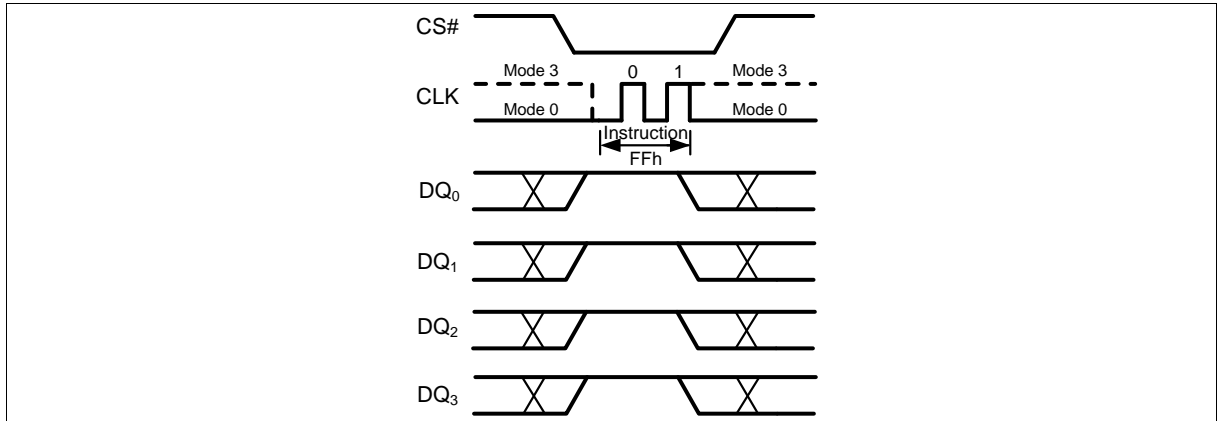 CS#
Mode 3 0 1 Mode 3
CLK
Mode 0 Mode 0
Instruction
FFh
DQ0
DQ1
DQ2
DQ3